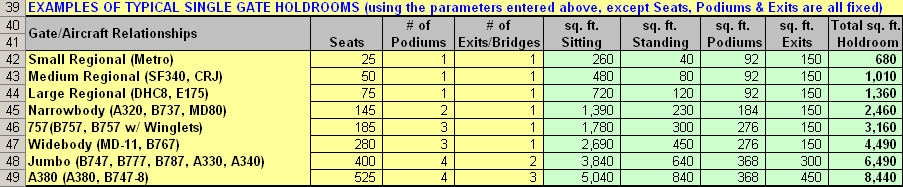 39 EXAMPLES OF TYPICAL SINGLE GATE HOLDROOMS (using the parameters entered above, except Seats, Podiums & Exits are all fixed)
40 Gate/Aircraft Relationships # of # of sq. ft. sq. ft. sq. ft. sq. ft. Total sq. ft.
41 Seats Podiums Exits/Bridges Sitting Standing Podiums Exits Holdroom
42 Small Regional (Metro) 25 1 1 260 40 92 150 680
43 Medium Regional (SF340, CRJ) 50 1 1 480 80 92 150 1,010
44 Large Regional (DHC8, E175) 75 1 1 720 120 92 150 1,360
45 Narrowbody (A320, B737, MD80) 145 2 1 1,390 230 184 150 2,460
46 757(B757, B757 w/ Winglets) 185 3 1 1,780 300 276 150 3,160
47 Widebody (MD-11, B767) 280 3 1 2,690 450 276 150 4,490
48 Jumbo (B747, B777, B787, A330, A340) 400 4 2 3,840 640 368 300 6,490
49 A380 (A380, B747-8) 525 4 3 5,040 840 368 450 8,440